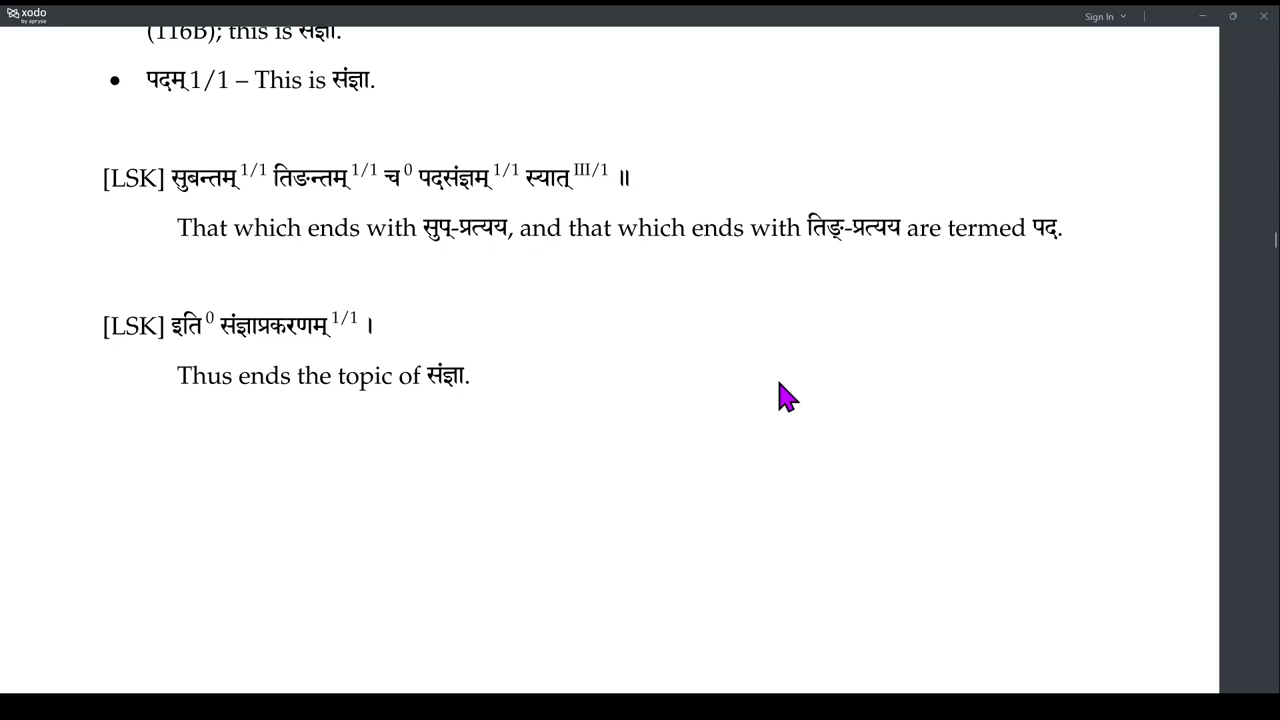 xodo
by apryse
Sign In
(116B); this is संज्ञा.
• पदम् 1/1 – This is संज्ञा.
[LSK] सुबन्तम् 1/1 तिङन्तम् 1/1 च 0 पदसंज्ञम् 1/1 स्यात् III/1 ॥
That which ends with सुप्-प्रत्यय, and that which ends with तिङ्-प्रत्यय are termed पद.
[LSK] इति 0 संज्ञाप्रकरणम् 1/1 ।
Thus ends the topic of संज्ञा.